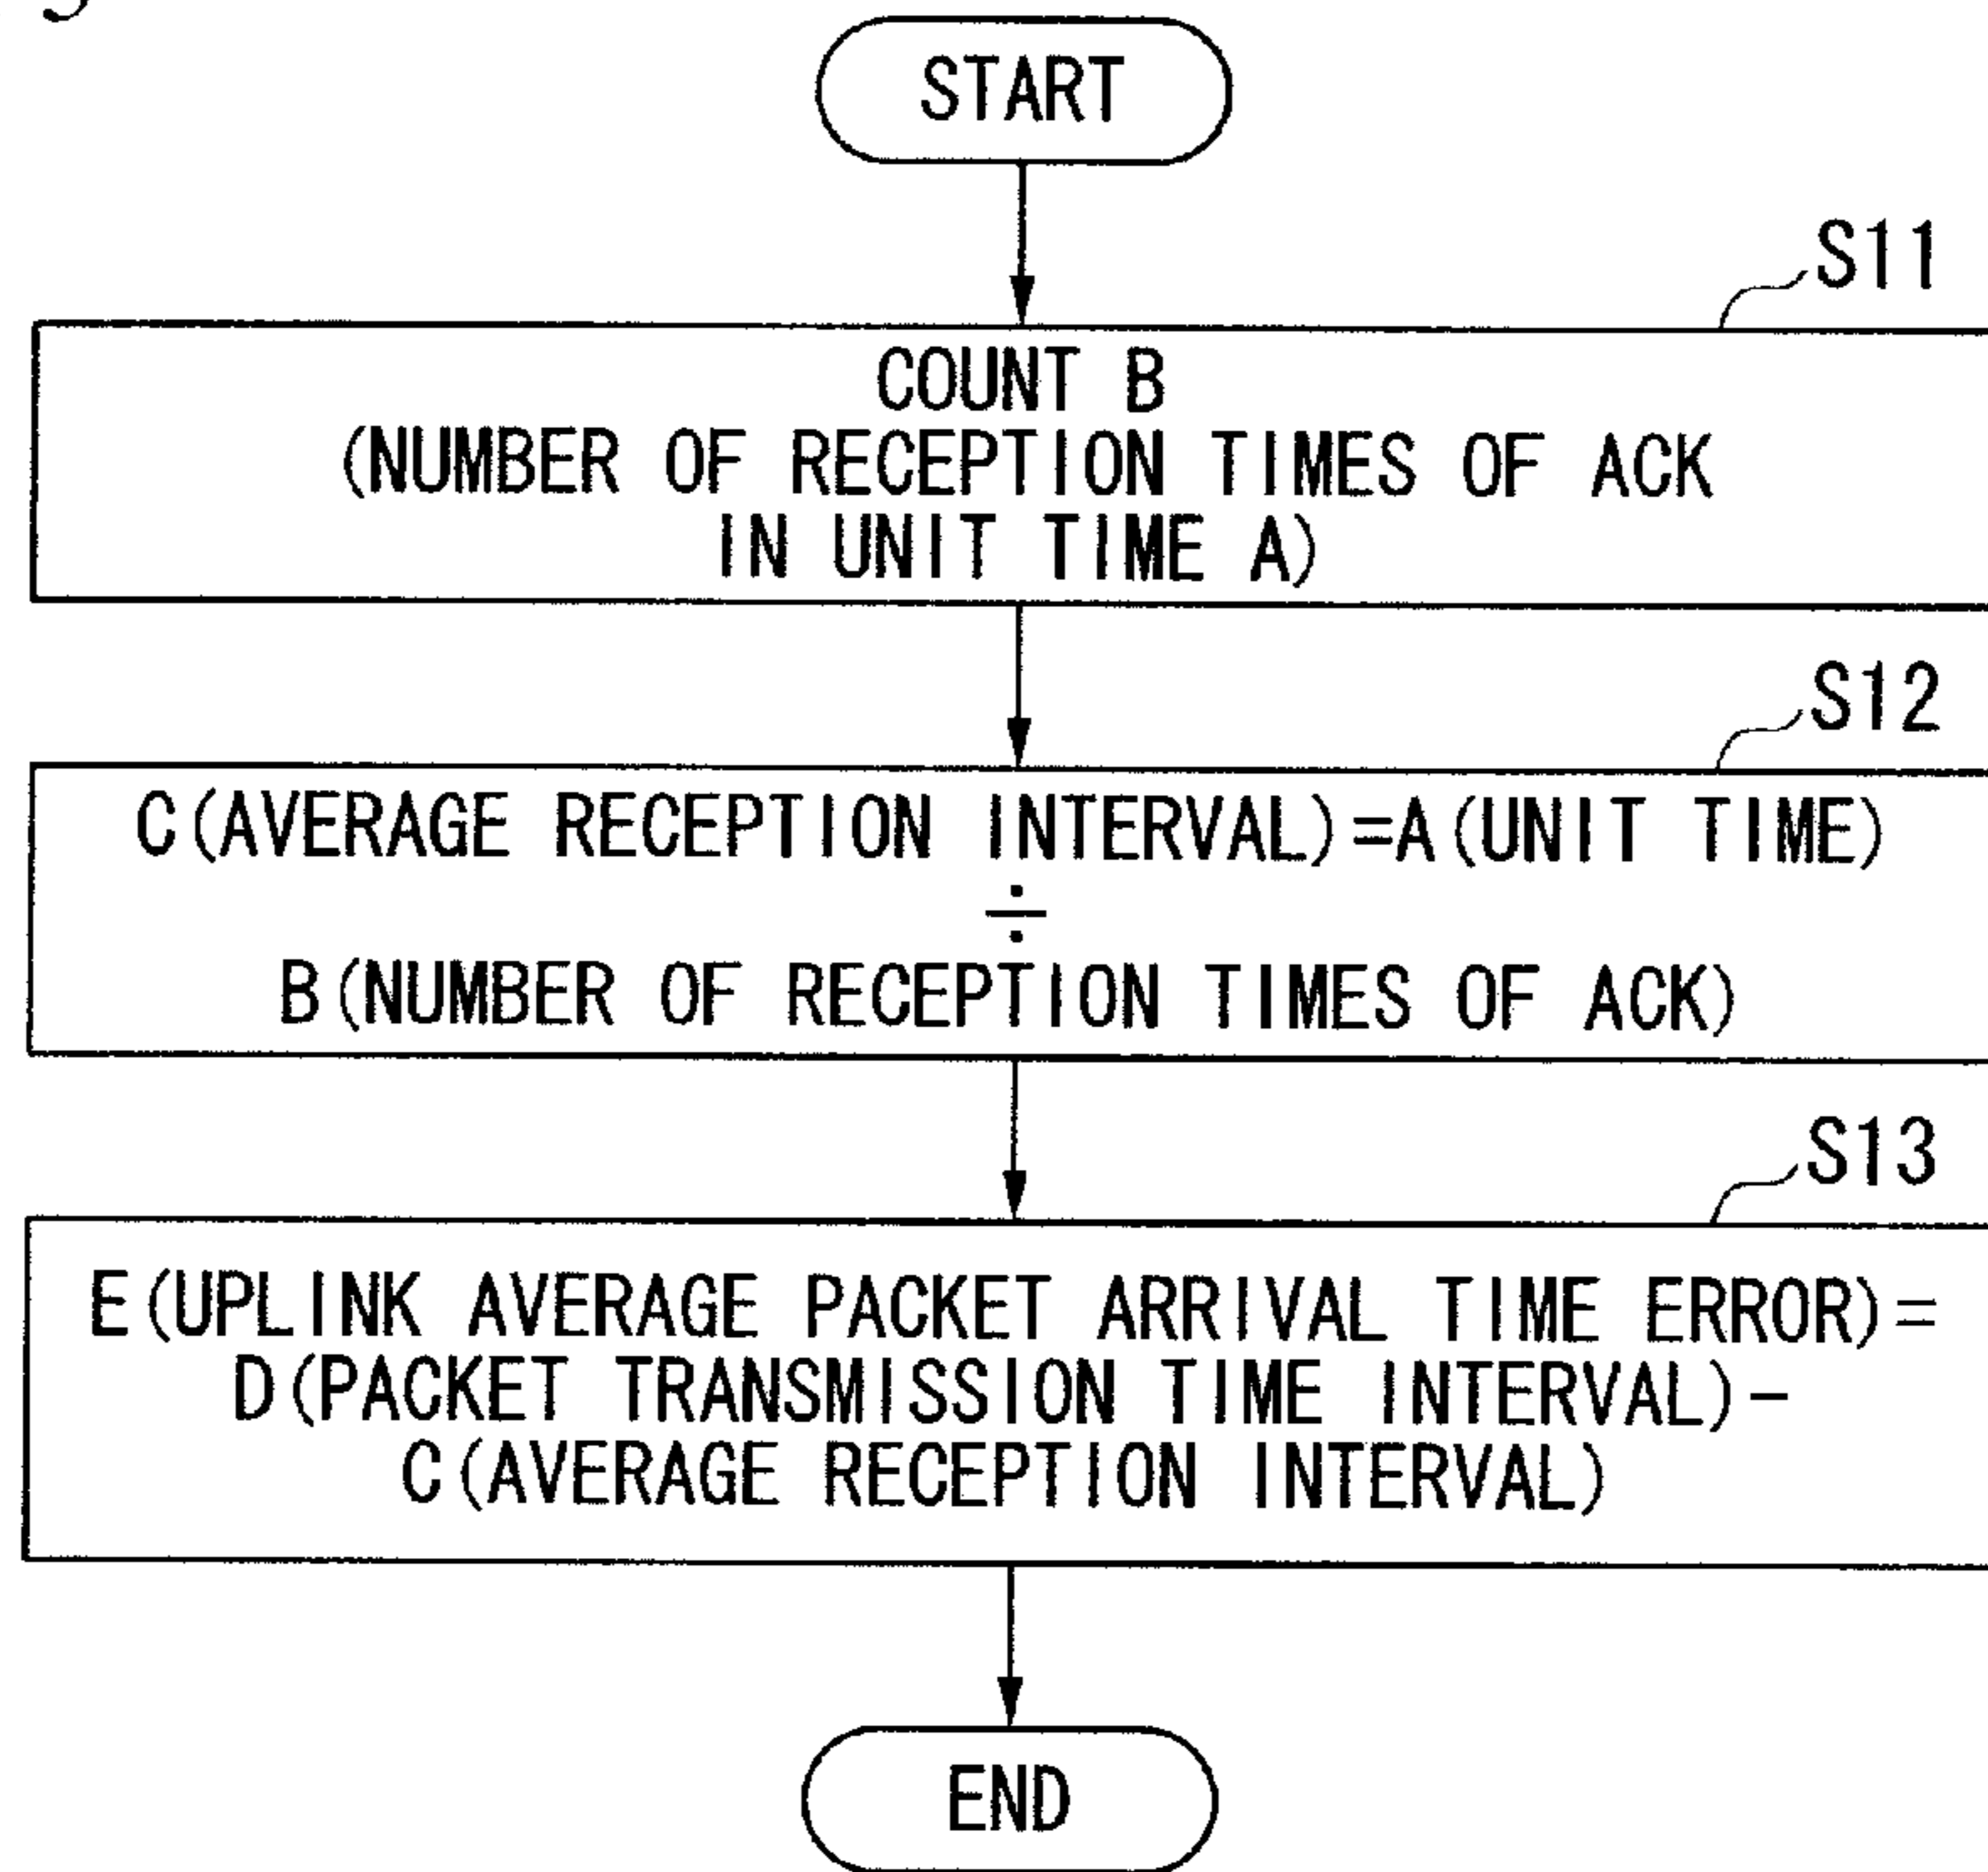 START
S11
COUNT B
(NUMBER OF RECEPTION TIMES OF ACK
IN UNIT TIME A)
S12
C(AVERAGE RECEPTION INTERVAL)=A(UNIT TIME)
÷
B(NUMBER OF RECEPTION TIMES OF ACK)
S13
E(UPLINK AVERAGE PACKET ARRIVAL TIME ERROR)=
D(PACKET TRANSMISSION TIME INTERVAL)-
C(AVERAGE RECEPTION INTERVAL)
END